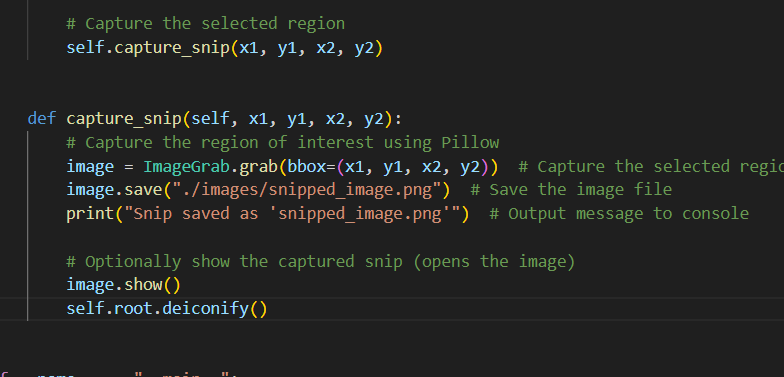 # Capture the selected region
self.capture_snip(x1, y1, x2, y2)
def capture_snip(self, x1, y1, x2, y2):
# Capture the region of interest using Pillow
image = ImageGrab.grab(bbox=(x1, y1, x2, y2))  # Capture the selected
image.save("./images/snipped_image.png")  # Save the image file
print("Snip saved as 'snipped_image.png'")  # Output message to console
# Optionally show the captured snip (opens the image)
image.show()
self.root.deiconify()